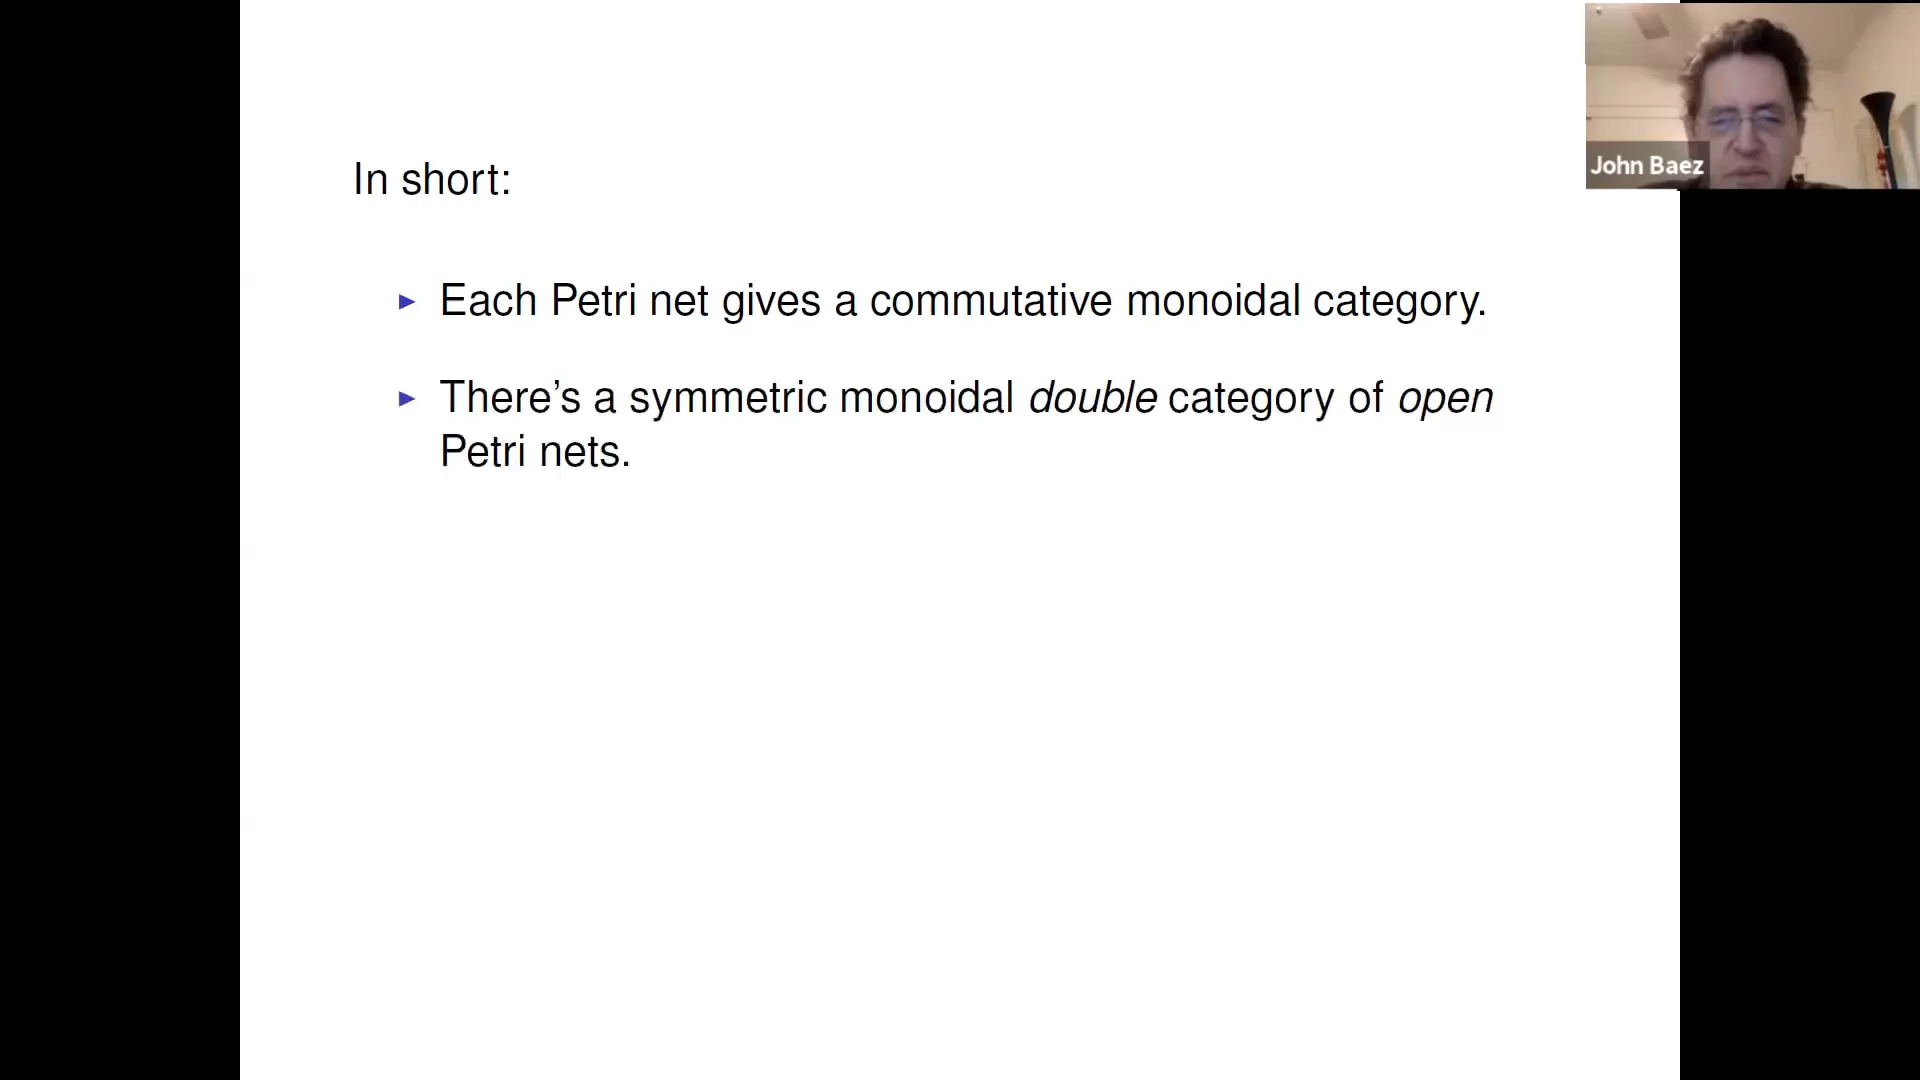 John Baez
In short:
▶ Each Petri net gives a commutative monoidal category.
▶ There's a symmetric monoidal double category of open
Petri nets.